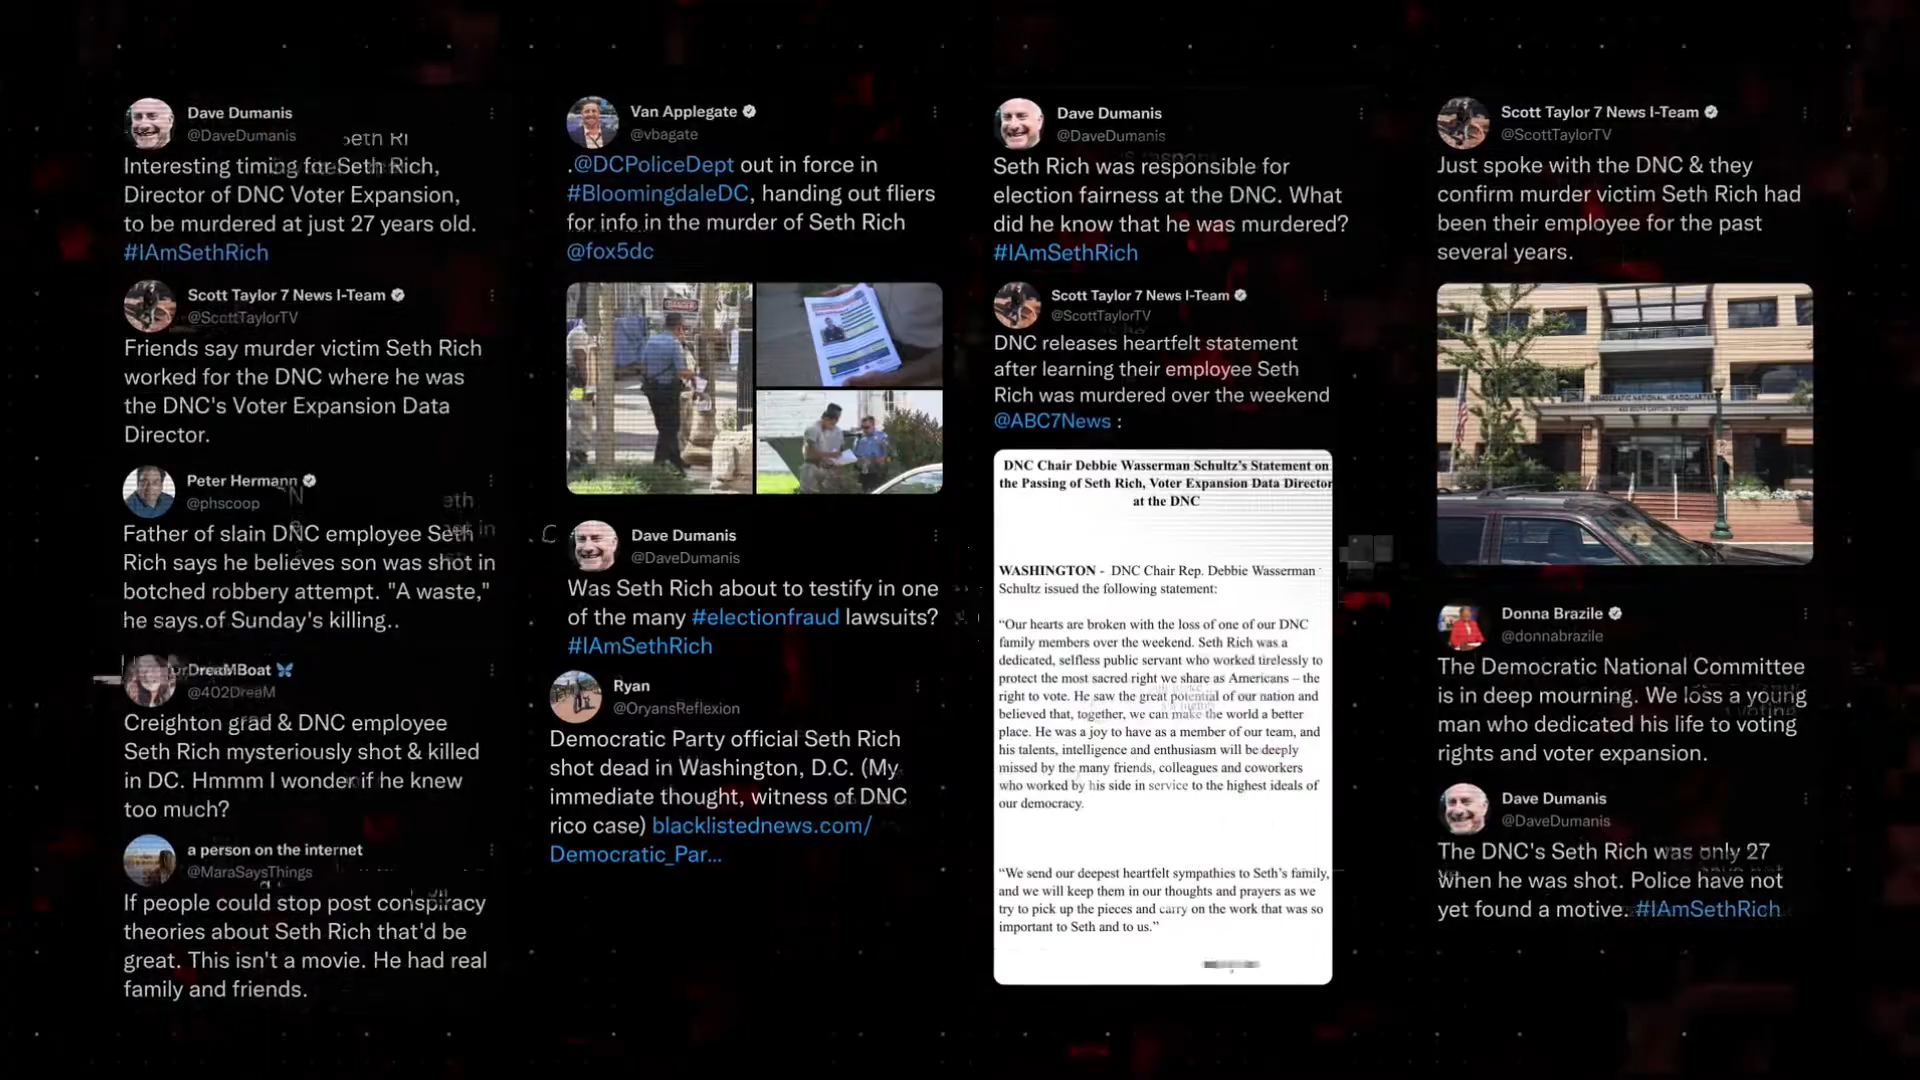 Dave Dumanis
@DaveDumanis
Interesting timing for Seth Rich,
Director of DNC Voter Expansion,
to be murdered at just 27 years old.
#IAmSethRich
Scott Taylor 7 News I-Team
@ScottTaylorTV
Friends say murder victim Seth Rich
worked for the DNC where he was
the DNC's Voter Expansion Data
Director.
Peter Hermann
@phscoop
Father of slain DNC employee Seth
Rich says he believes son was shot in
botched robbery attempt. "A waste,"
he says.of Sunday's killing..
DreaMBoat
@402DreaM
Creighton grad & DNC employee
Seth Rich mysteriously shot & killed
in DC. Hmmm I wonder if he knew
too much?
a person on the internet
@MaraSaysThings
If people could stop post conspiracy
theories about Seth Rich that'd be
great. This isn't a movie. He had real
family and friends.
Van Applegate
@vbagate
.@DCPoliceDept out in force in
#BloomingdaleDC, handing out fliers
for info in the murder of Seth Rich
@fox5dc
Dave Dumanis
@DaveDumanis
Was Seth Rich about to testify in one
of the many #electionfraud lawsuits?
#IAmSethRich
Ryan
@OryansReflexion
Democratic Party official Seth Rich
shot dead in Washington, D.C. (My
immediate thought, witness of DNC
rico case) blacklistednews.com/
Democratic_Par...
Dave Dumanis
@DaveDumanis
Seth Rich was responsible for
election fairness at the DNC. What
did he know that he was murdered?
#IAmSethRich
Scott Taylor 7 News I-Team
@ScottTaylorTV
DNC releases heartfelt statement
after learning their employee Seth
Rich was murdered over the weekend
@ABC7News :
DNC Chair Debbie Wasserman Schultz's Statement on
the Passing of Seth Rich, Voter Expansion Data Director
at the DNC
WASHINGTON - DNC Chair Rep. Debbie Wasserman
Schultz issued the following statement:
“Our hearts are broken with the loss of one of our DNC
family members over the weekend. Seth Rich was a
dedicated, selfless public servant who worked tirelessly to
protect the most sacred right we share as Americans – the
right to vote. He saw the great potential of our nation and
believed that, together, we can make the world a better
place. He was a joy to have as a member of our team, and
his talents, intelligence and enthusiasm will be deeply
missed by the many friends, colleagues and coworkers
who worked by his side in service to the highest ideals of
our democracy.
“We send our deepest heartfelt sympathies to Seth's family,
and we will keep them in our thoughts and prayers as we
try to pick up the pieces and carry on the work that was so
important to Seth and to us.”
Scott Taylor 7 News I-Team
@ScottTaylorTV
Just spoke with the DNC & they
confirm murder victim Seth Rich had
been their employee for the past
several years.
DEMOCRATIC NATIONAL HEADQUARTERS
Donna Brazile
@donnabrazile
The Democratic National Committee
is in deep mourning. We loss a young
man who dedicated his life to voting
rights and voter expansion.
Dave Dumanis
@DaveDumanis
The DNC's Seth Rich was only 27
when he was shot. Police have not
yet found a motive. #IAmSethRich